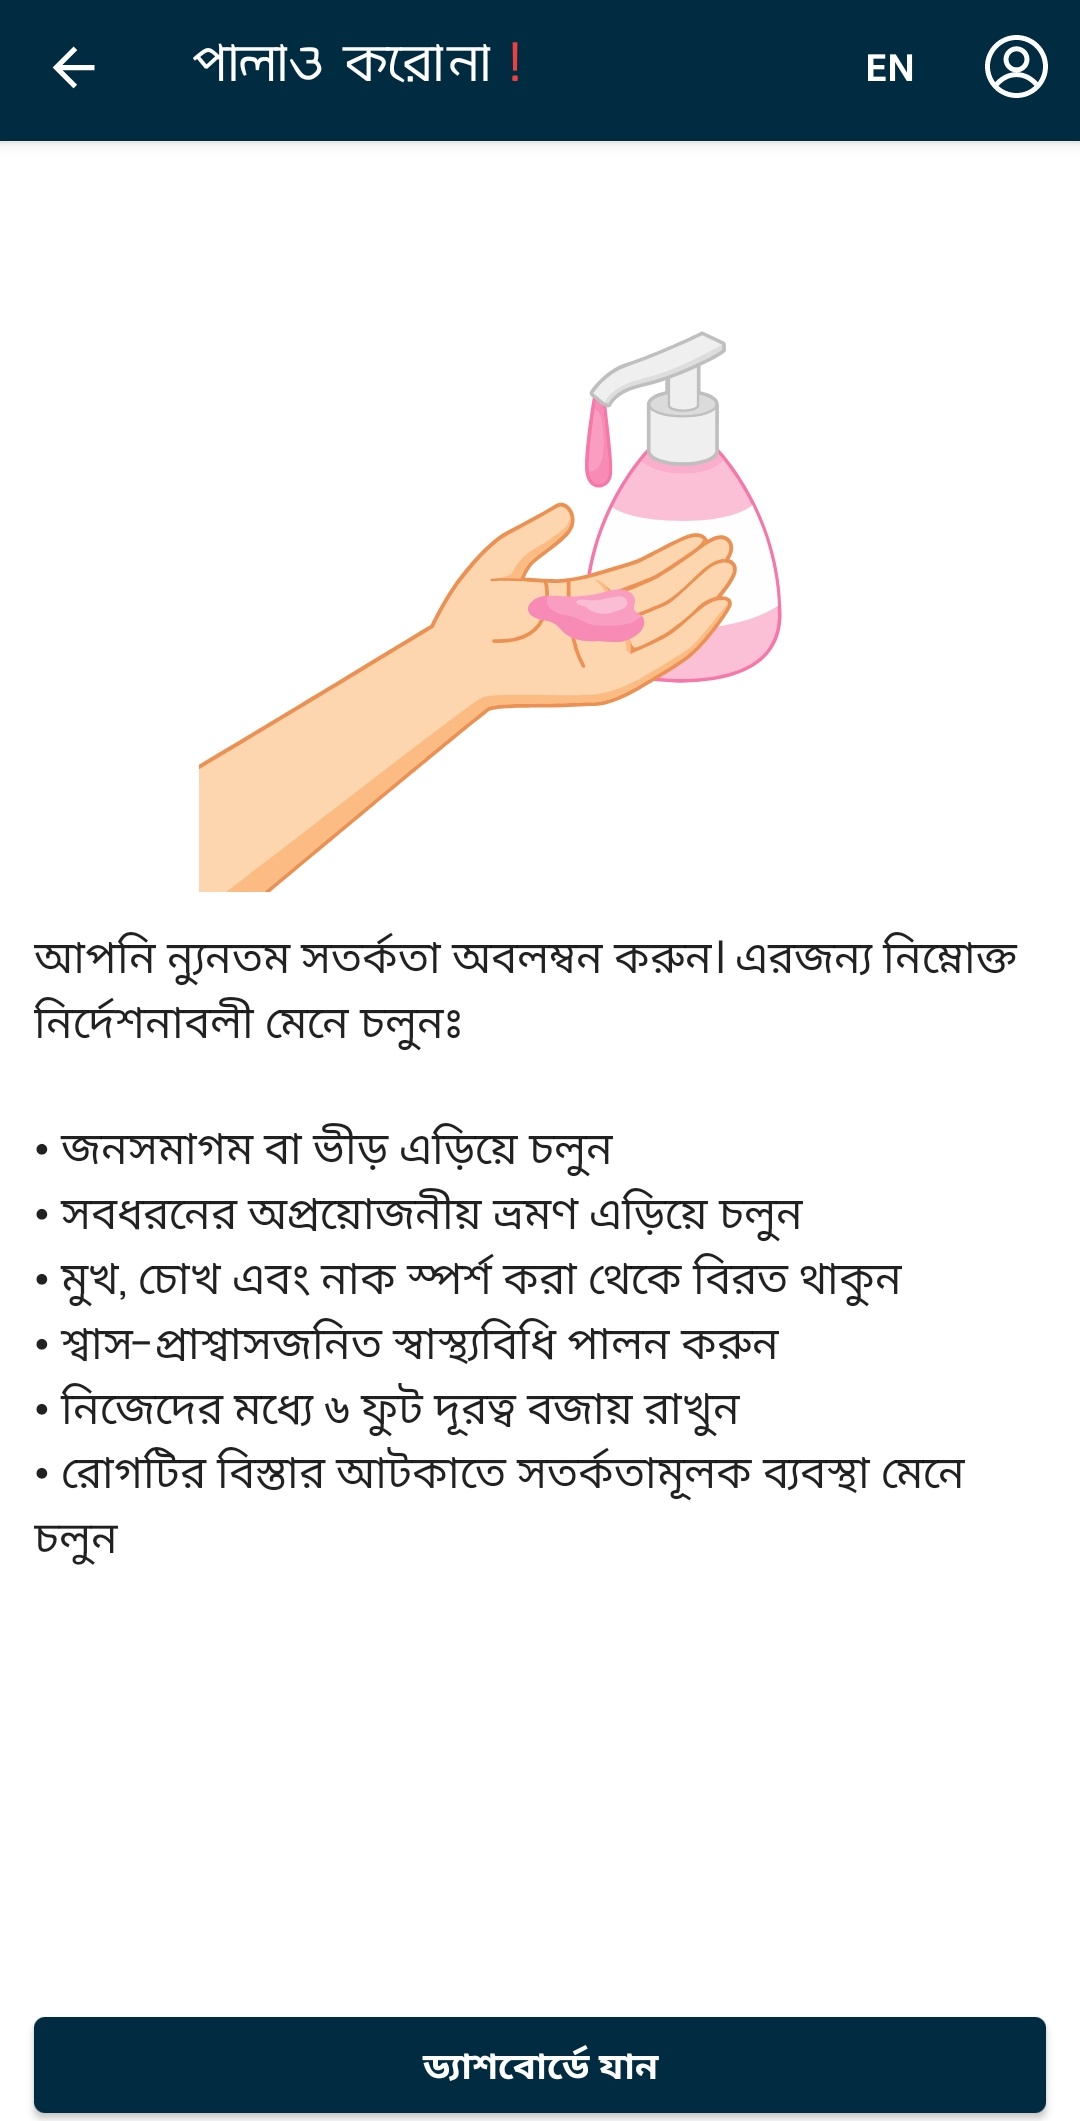 পালাও করোনা !
EN
আপনি ন্যুনতম সতর্কতা অবলম্বন করুন। এরজন্য নিম্নোক্ত
নির্দেশনাবলী মেনে চলুনঃ
• জনসমাগম বা ভীড় এড়িয়ে চলুন
• সবধরনের অপ্রয়োজনীয় ভ্রমণ এড়িয়ে চলুন
• মুখ, চোখ এবং নাক স্পর্শ করা থেকে বিরত থাকুন
• শ্বাস-প্রাশ্বাসজনিত স্বাস্থ্যবিধি পালন করুন
• নিজেদের মধ্যে ৬ ফুট দূরত্ব বজায় রাখুন
• রোগটির বিস্তার আটকাতে সতর্কতামূলক ব্যবস্থা মেনে
চলুন
ড্যাশবোর্ডে যান